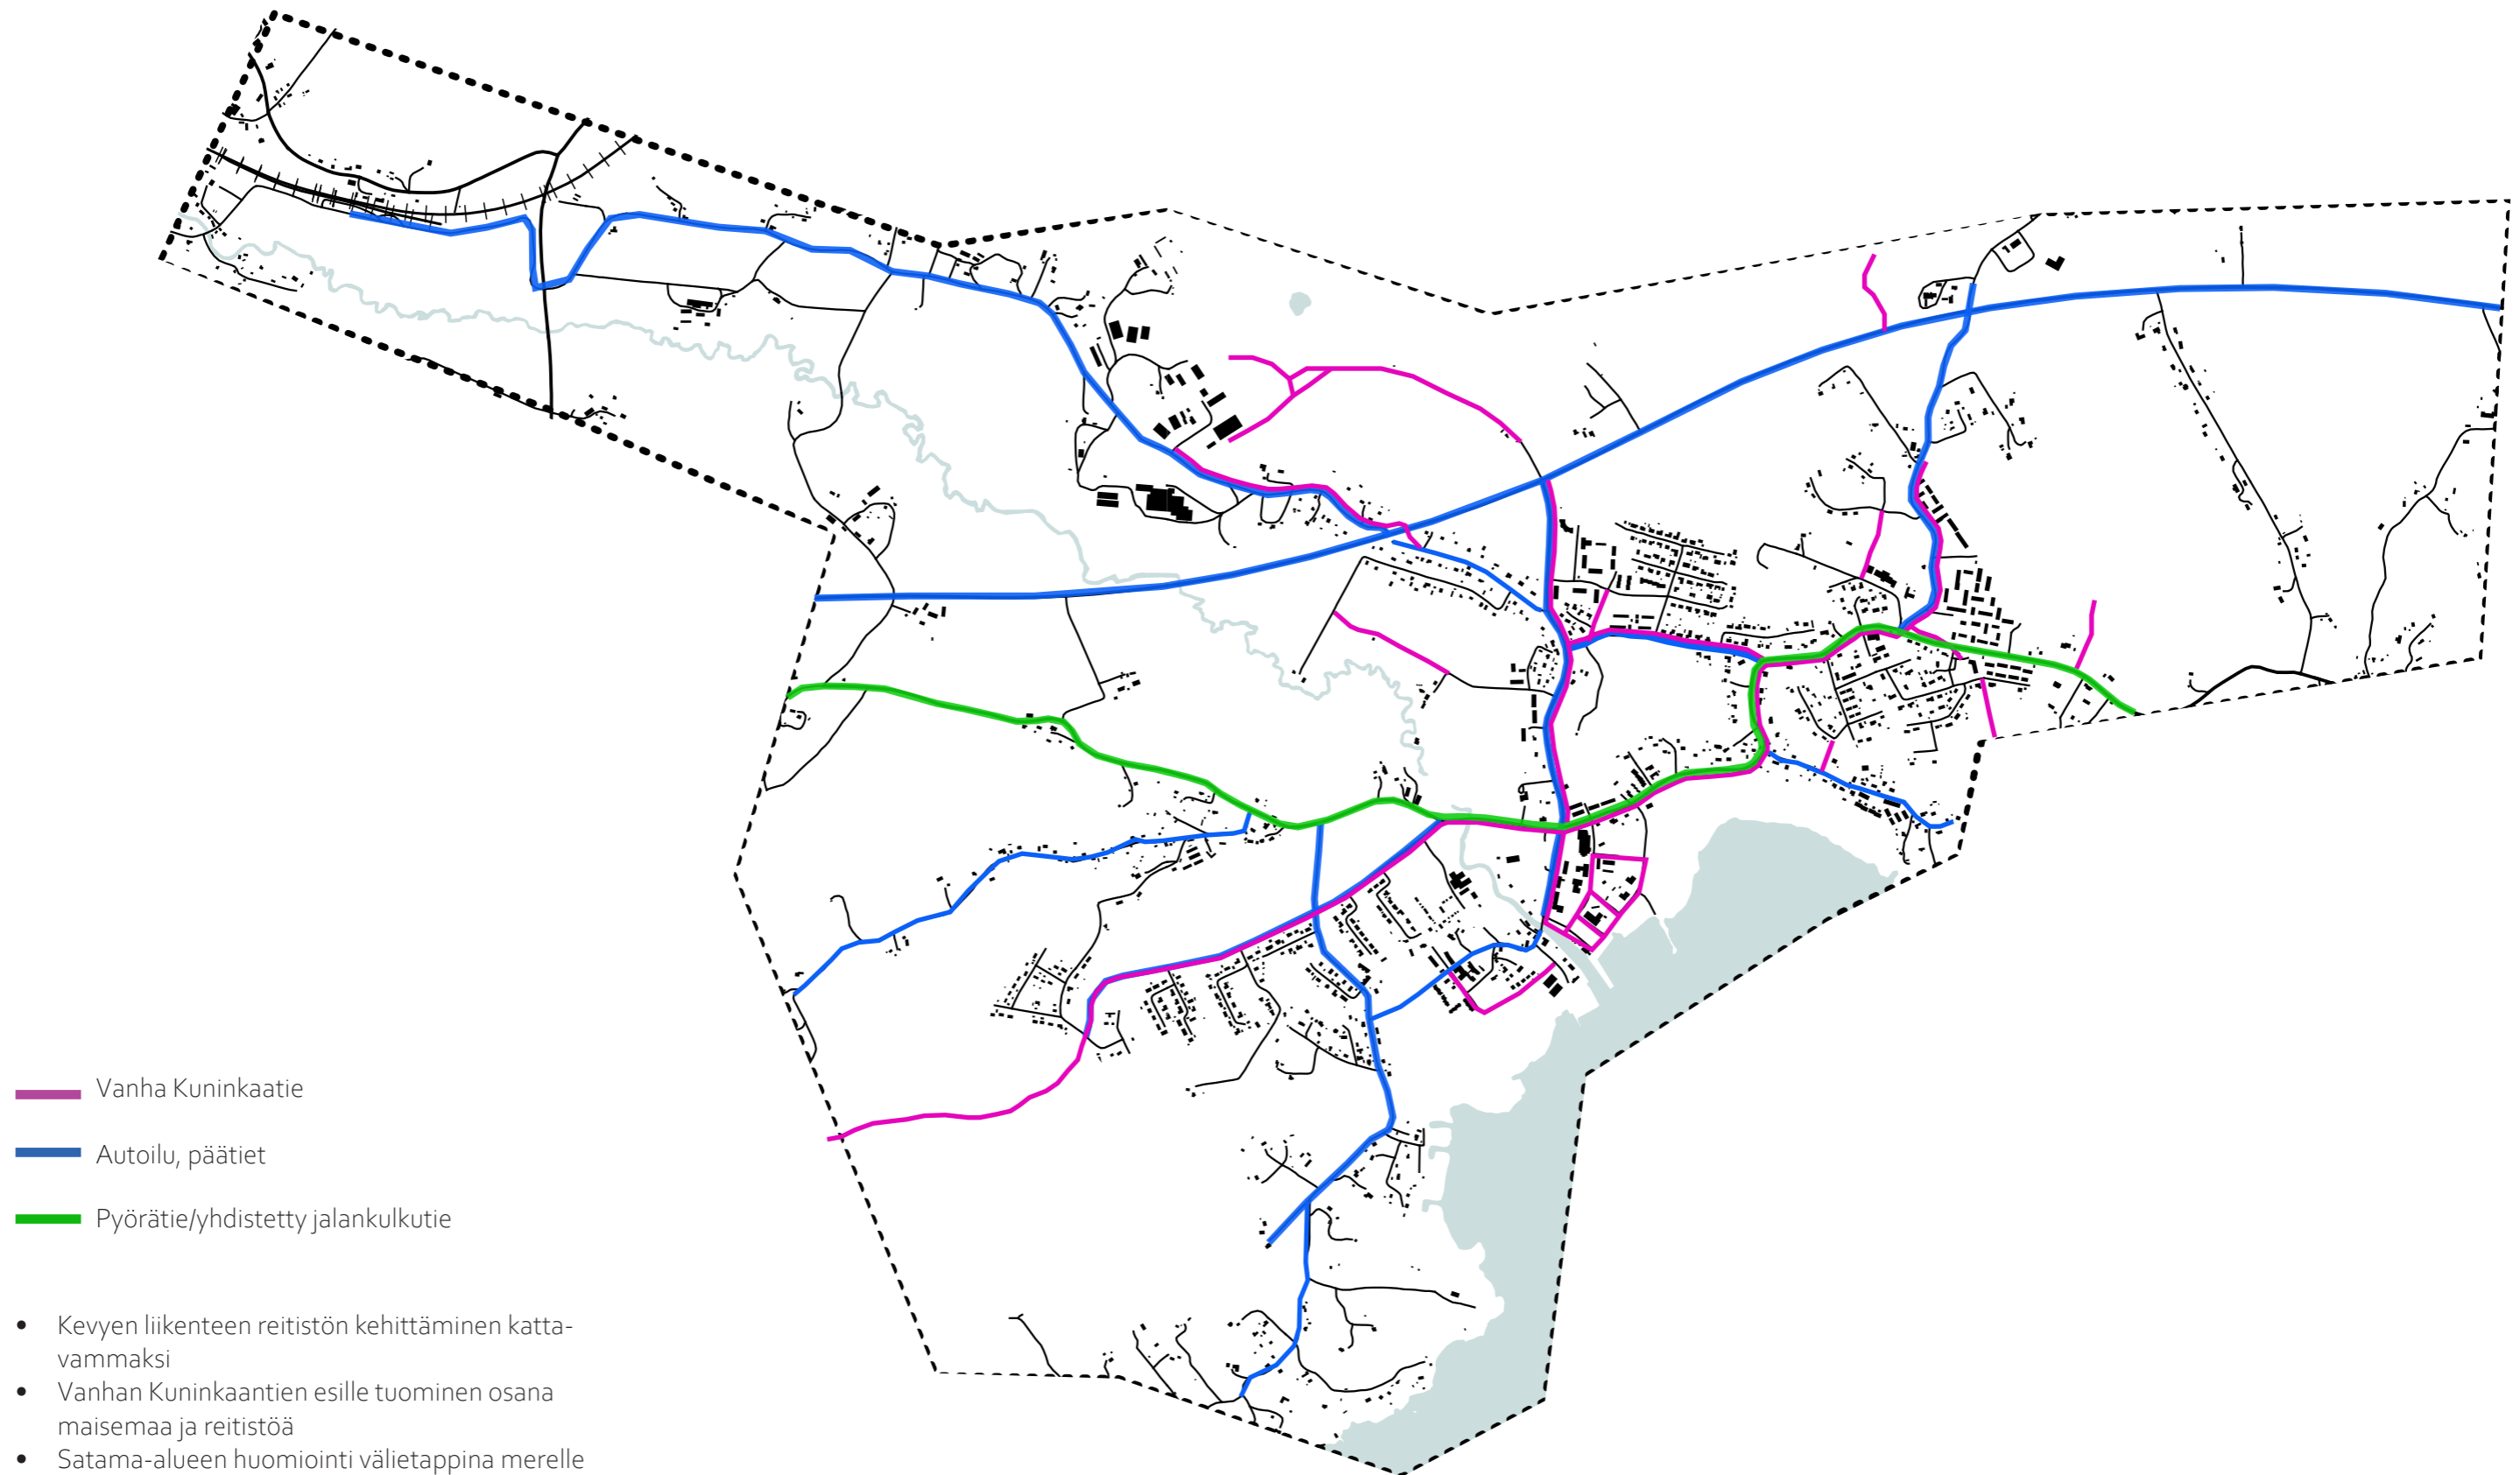 Vanha Kuninkaatie
Autoilu, päätiet
Pyörätie/yhdistetty jalankulkutie
• Kevyen liikenteen reitistön kehittäminen katta-
vammaksi
• Vanhan Kuninkaantien esille tuominen osana
maisemaa ja reitistöä
• Satama-alueen huomiointi välietappina merelle